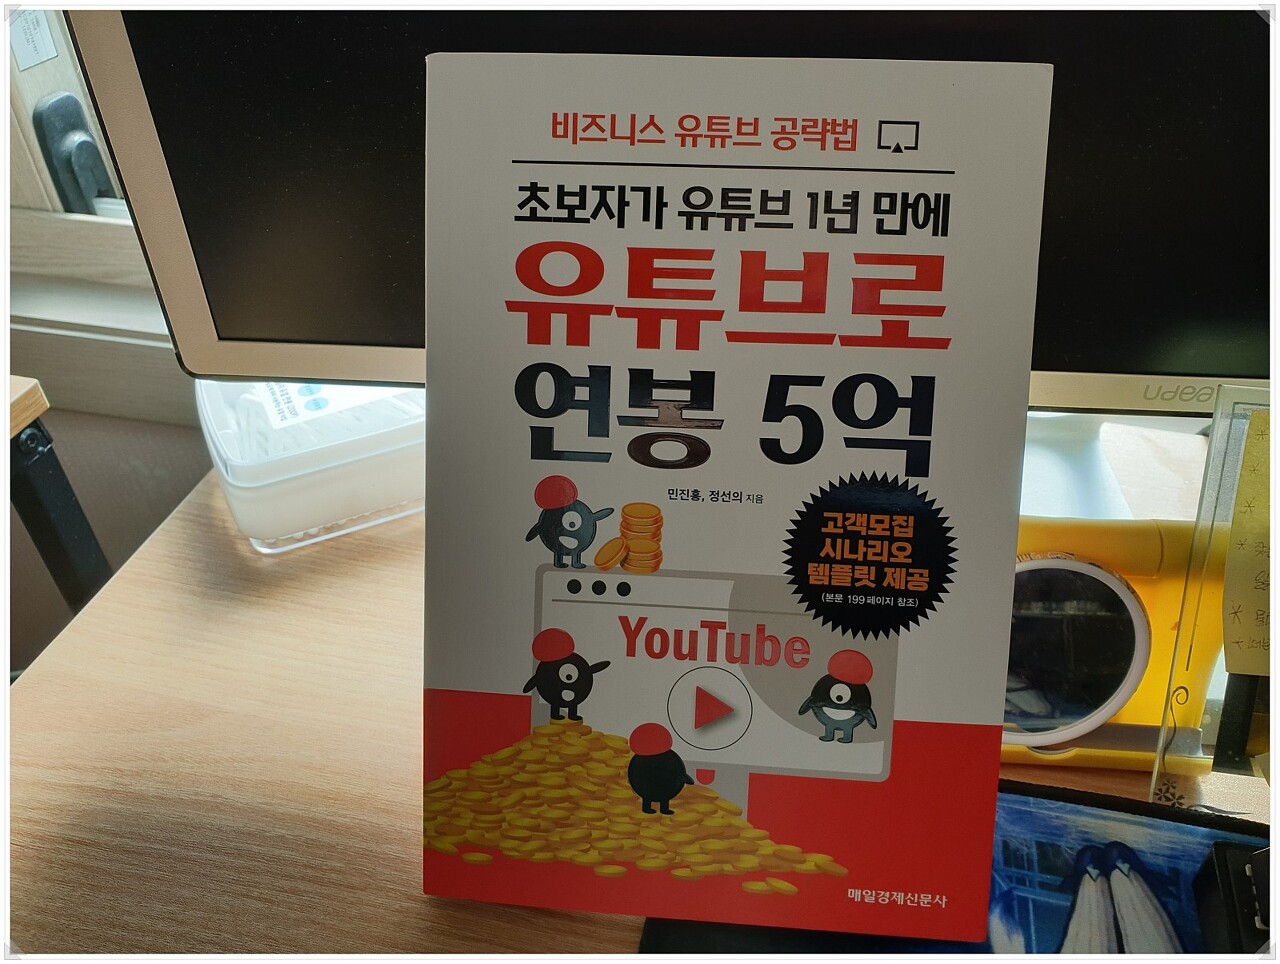 비즈니스 유튜브 공략법
초보자가 유튜브 1년 만에
유튜브로
연봉 5억
민진홍, 정선의 지음
고객모집
시나리오
템플릿 제공
(본문 199페이지 참조)
YouTube
매일경제신문사